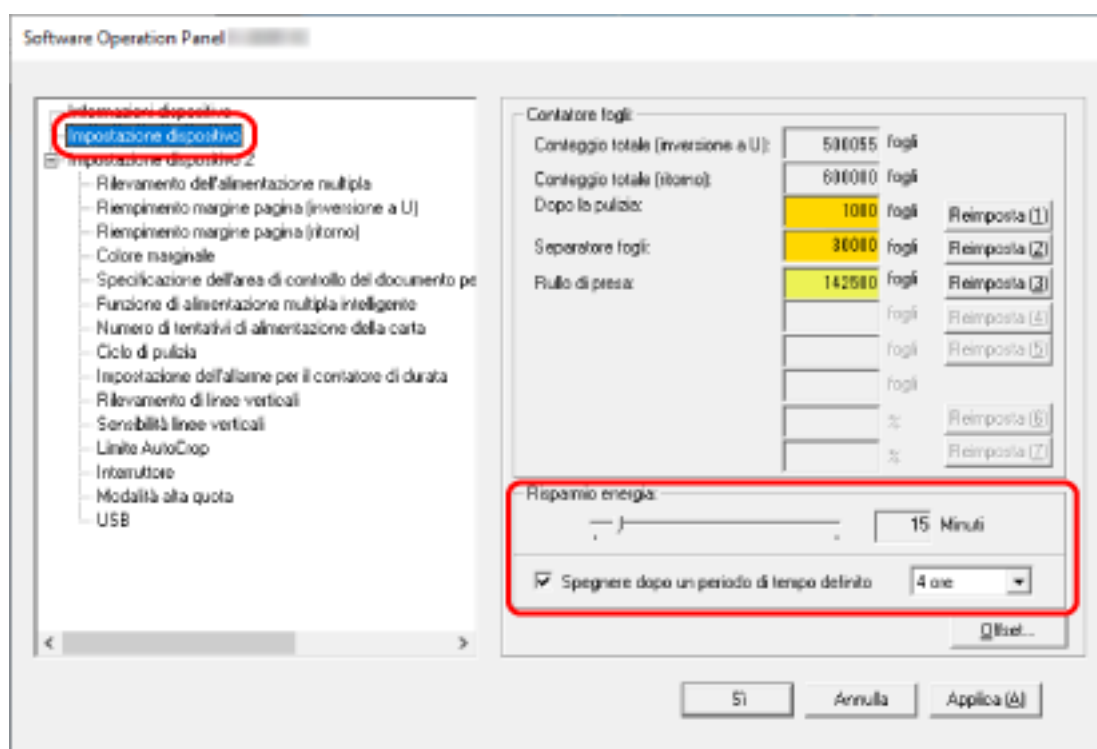 Software Operation Panel
Informazioni dispositivo
Impostazione dispositivo
Impostazione dispositivo 2
Rilevamento dell'alimentazione multipla
Riempimento margine pagina (inversione a U)
Riempimento margine pagina (ritorno)
Colore marginale
Specificazione dell'area di controllo del documento pe
Funzione di alimentazione multipla intelligente
Numero di tentativi di alimentazione della carta
Ciclo di pulizia
Impostazione dell'allarme per il contatore di durata
Rilevamento di linee verticali
Sensibilità linee verticali
Limite AutoCrop
Interruttore
Modalità alta quota
USB
Contatore fogli:
Conteggio totale (inversione a U): 500055 fogli
Conteggio totale (ritorno): 600000 fogli
Dopo la pulizia: 1000 fogli Reimposta (1)
Separatore fogli: 30000 fogli Reimposta (2)
Rullo di presa: 142500 fogli Reimposta (3)
fogli Reimposta (4)
fogli Reimposta (5)
fogli
% Reimposta (6)
% Reimposta (7)
Risparmio energia:
15 Minuti
Spegnere dopo un periodo di tempo definito 4 ore
Offset...
Sì Annulla Applica (A)